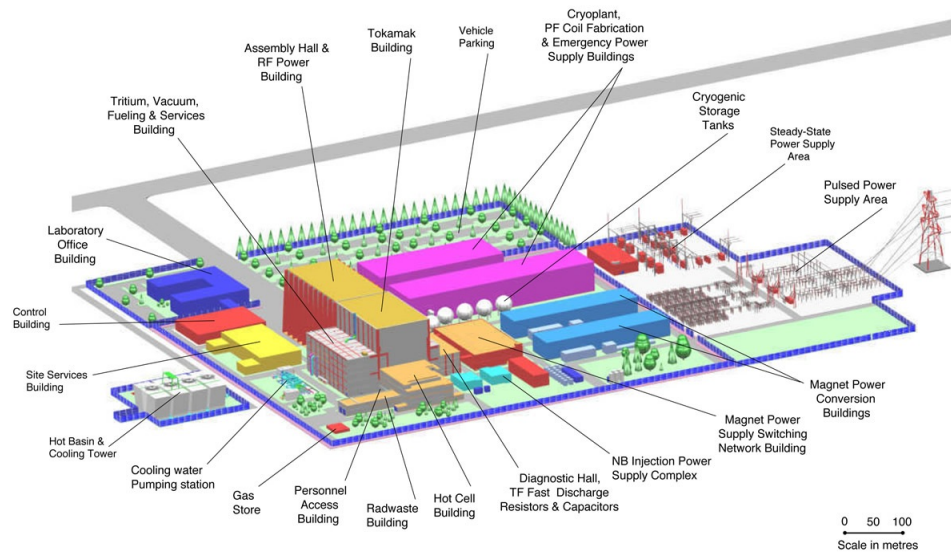 Cryoplant,
PF Coil Fabrication
& Emergency Power
Supply Buildings
Tokamak
Building
Vehicle
Parking
Assembly Hall &
RF Power
Building
Tritium, Vacuum,
Fueling & Services
Building
Cryogenic
Storage
Tanks
Steady-State
Power Supply
Area
Pulsed Power
Supply Area
Laboratory
Office
Building
Control
Building
Site Services
Building
Hot Basin &
Cooling Tower
Cooling water
Pumping station
Gas
Store
Personnel
Access
Building
Radwaste
Building
Hot Cell
Building
Diagnostic Hall,
TF Fast Discharge
Resistors & Capacitors
NB Injection Power
Supply Complex
Magnet Power
Supply Switching
Network Building
Magnet Power
Conversion
Buildings
0 50 100
Scale in metres